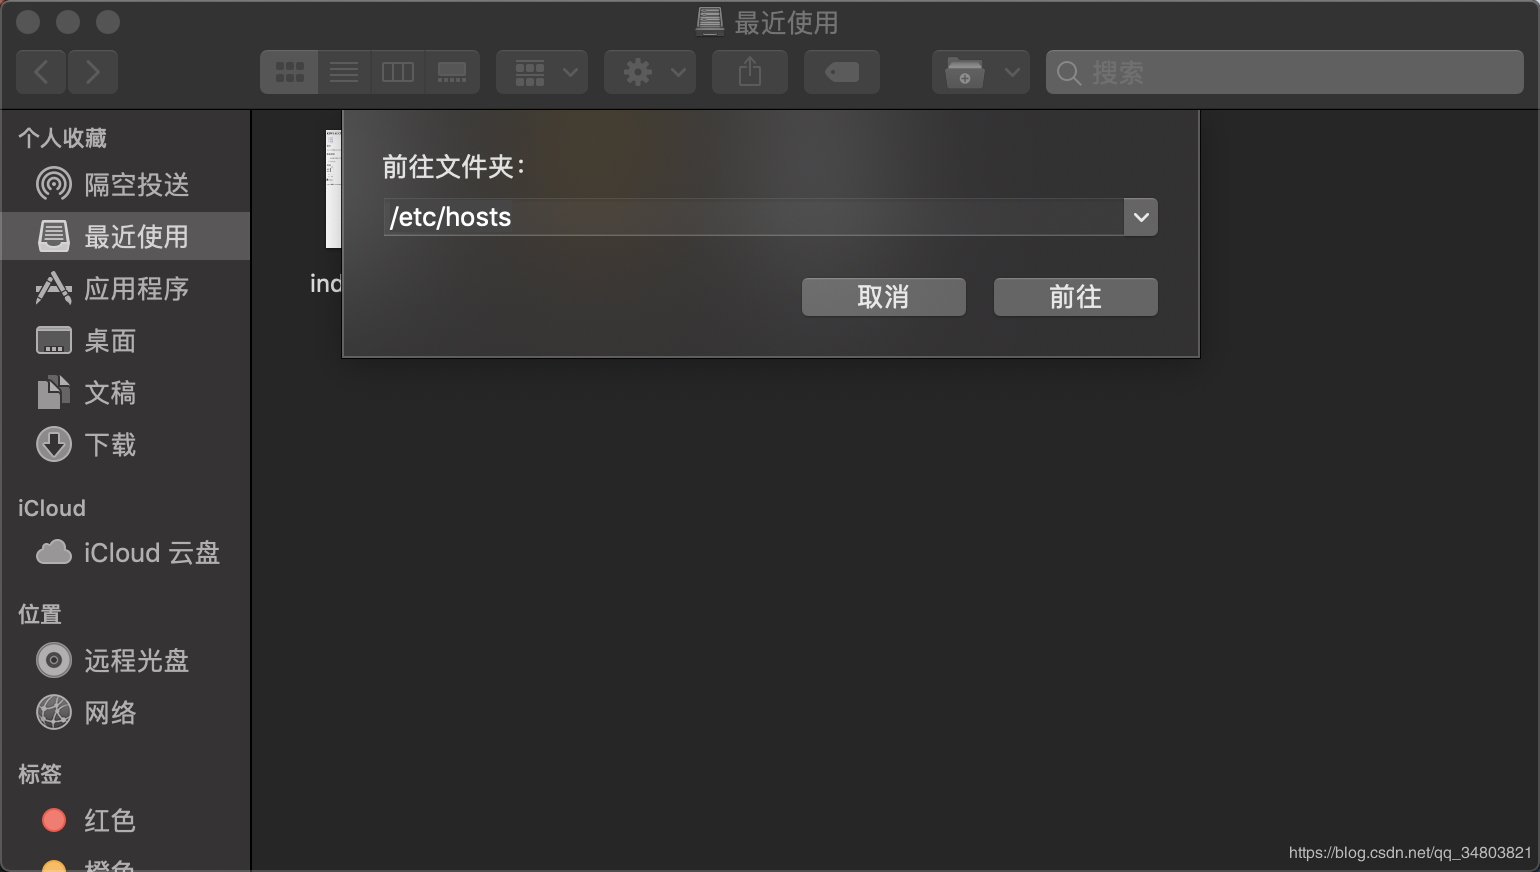 最近使用
搜索
个人收藏
隔空投送
最近使用
应用程序
桌面
文稿
下载
iCloud
iCloud 云盘
位置
远程光盘
网络
标签
红色
橙色
ind
前往文件夹：
/etc/hosts
取消
前往
https://blog.csdn.net/qq_34803821